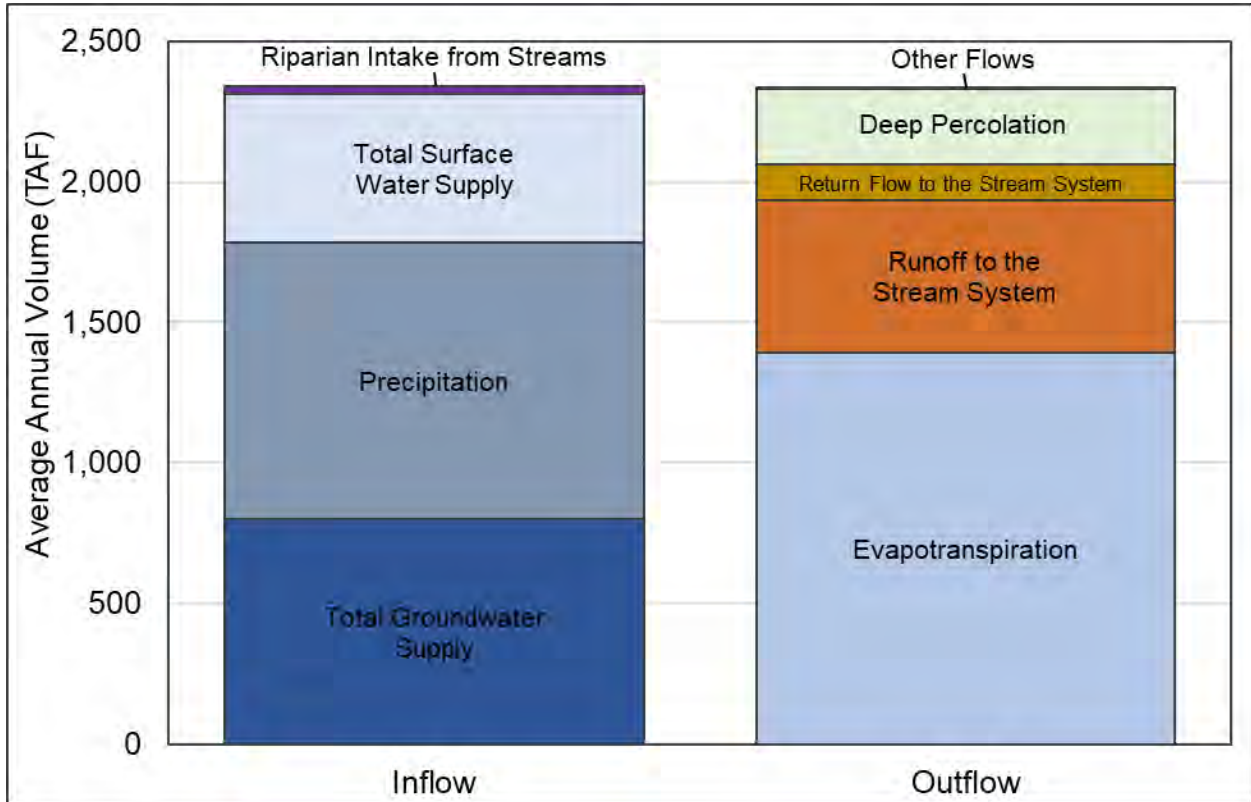 Average Annual Volume (TAF)
2,500
2,000
1,500
1,000
500
0
Riparian Intake from Streams
Total Surface
Water Supply
Precipitation
Total Groundwater
Supply
Inflow
Other Flows
Deep Percolation
Return Flow to the Stream System
Runoff to the
Stream System
Evapotranspiration
Outflow